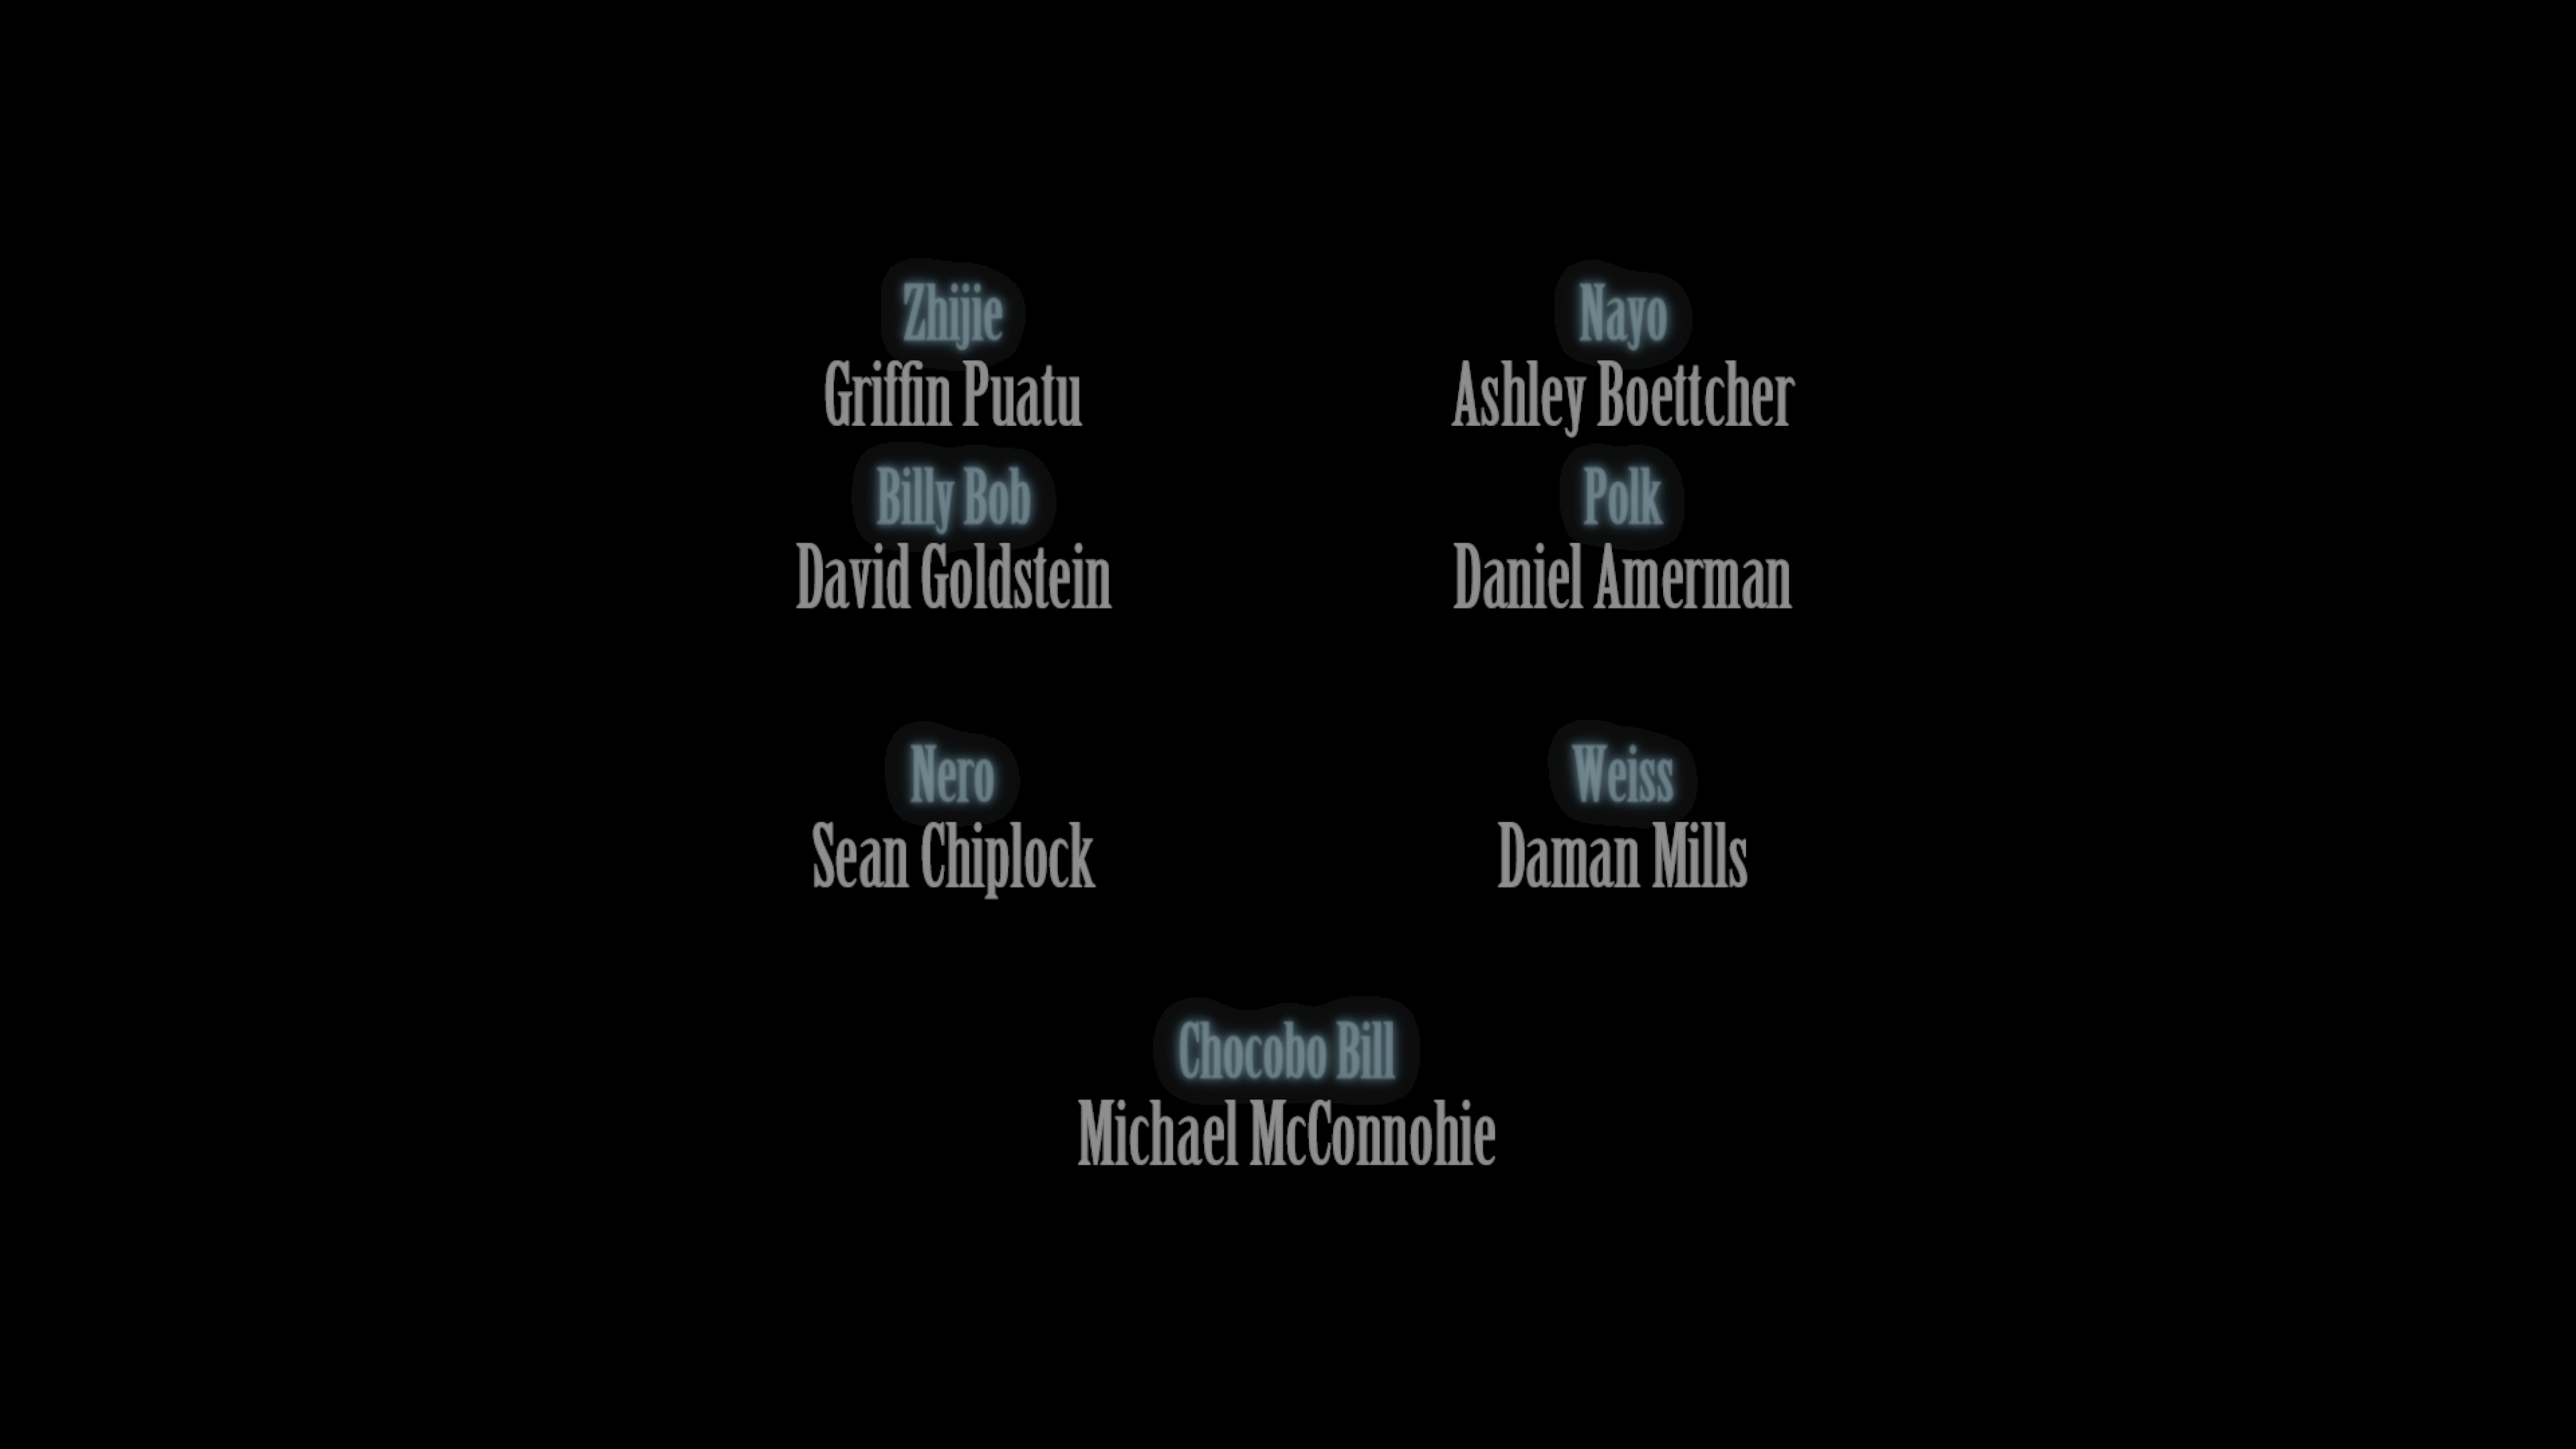 Zhijie
Griffin Puatu
Nayo
Ashley Boettcher
Billy Bob
David Goldstein
Polk
Daniel Amerman
Nero
Sean Chiplock
Weiss
Daman Mills
Chocobo Bill
Michael McConnohie